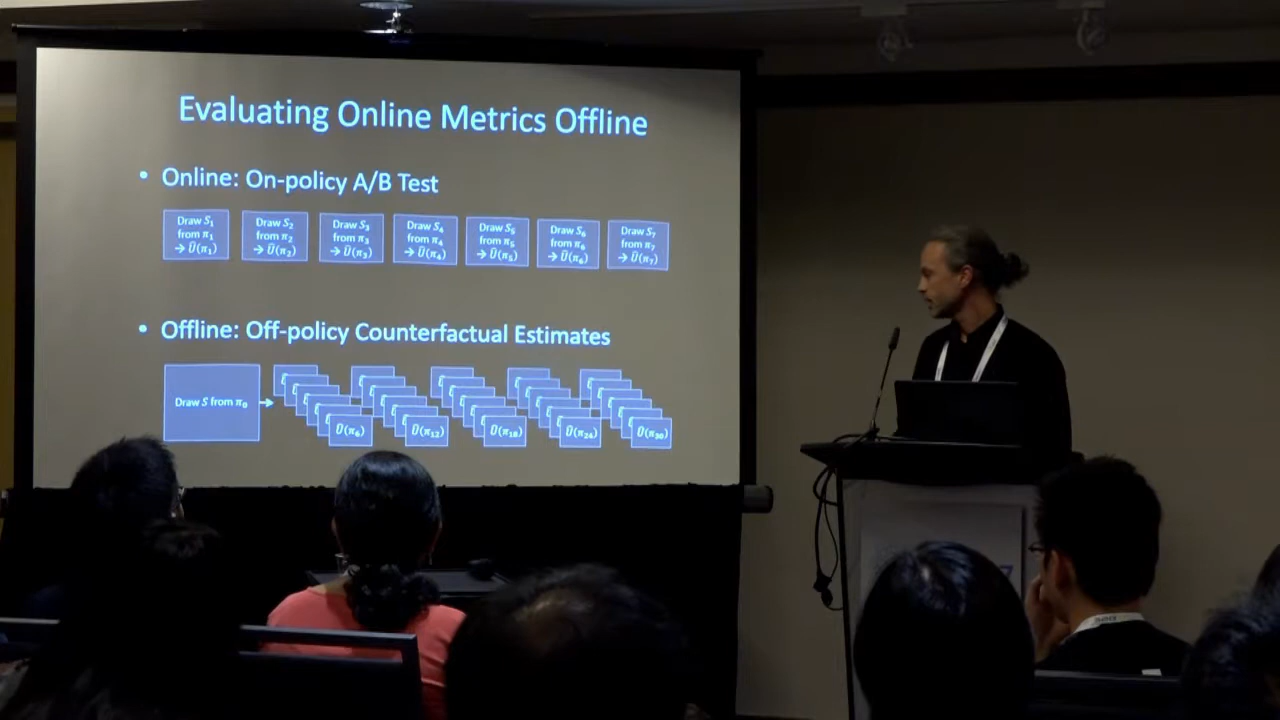 Evaluating Online Metrics Offline
• Online: On-policy A/B Test
Draw S₁
from π₁
→ Û(π₁)
Draw S₂
from π₂
→ Û(π₂)
Draw S₃
from π₃
→ Û(π₃)
Draw S₄
from π₄
→ Û(π₄)
Draw S₅
from π₅
→ Û(π₅)
Draw S₆
from π₆
→ Û(π₆)
Draw S₇
from π₇
→ Û(π₇)
• Offline: Off-policy Counterfactual Estimates
Draw S from π₀
Û(π₆)
Û(π₁₂)
Û(π₁₈)
Û(π₂₄)
Û(π₃₀)